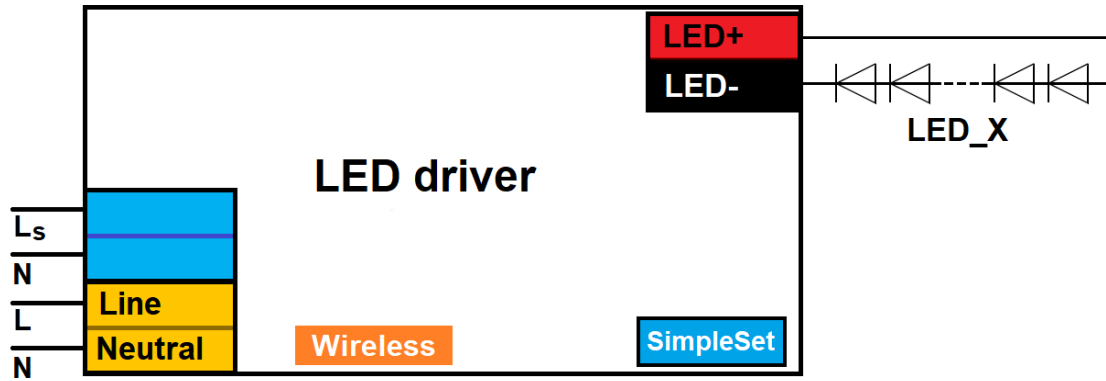 LED+
LED-
LED_X
LED driver
Ls
N
L
N
Line
Neutral
Wireless
SimpleSet